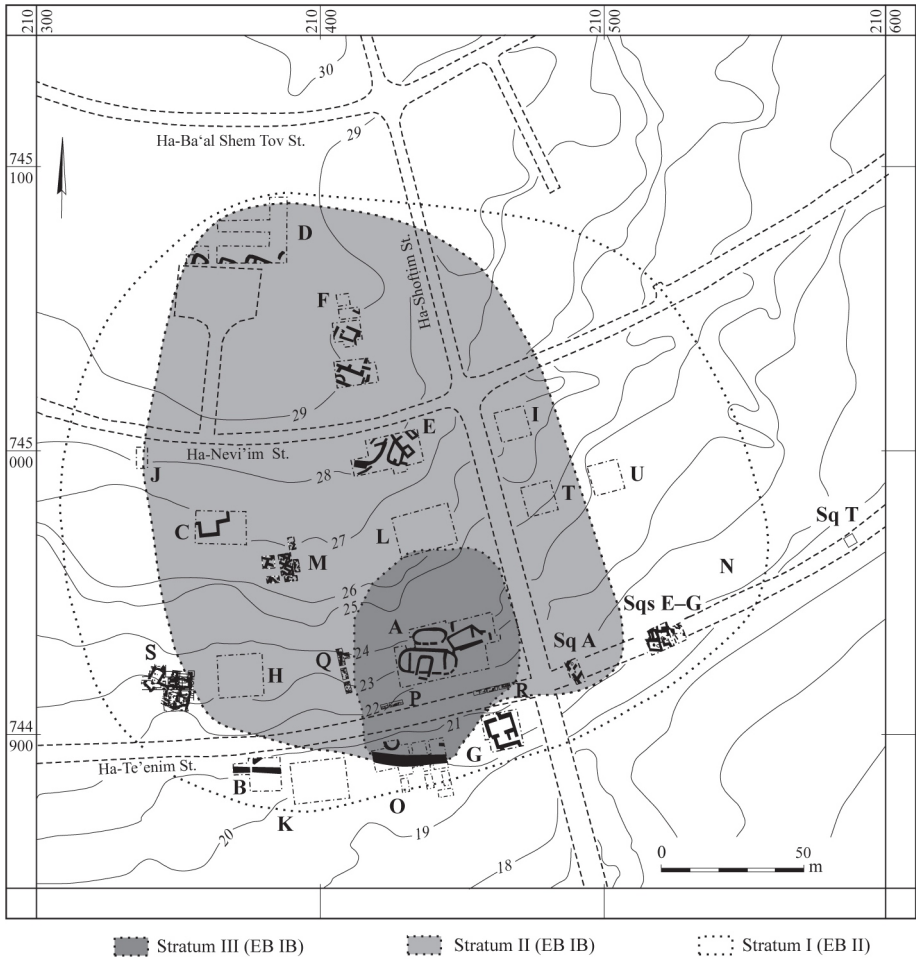 210
300
210
400
210
500
210
600
30
Ha-Ba‘al Shem Tov St.
29
745
100
D
Ha-Shoftim St.
F
29
I
E
745
000
Ha-Nevi’im St.
28
J
U
T
Sq T
C
L
27
M
N
26
25
Sqs E–G
A
24
Sq A
S
Q
H
23
P
R
22
21
744
900
G
Ha-Te’enim St.
B
O
K
20
19
18
0 50
m
Stratum III (EB IB)
Stratum II (EB IB)
Stratum I (EB II)